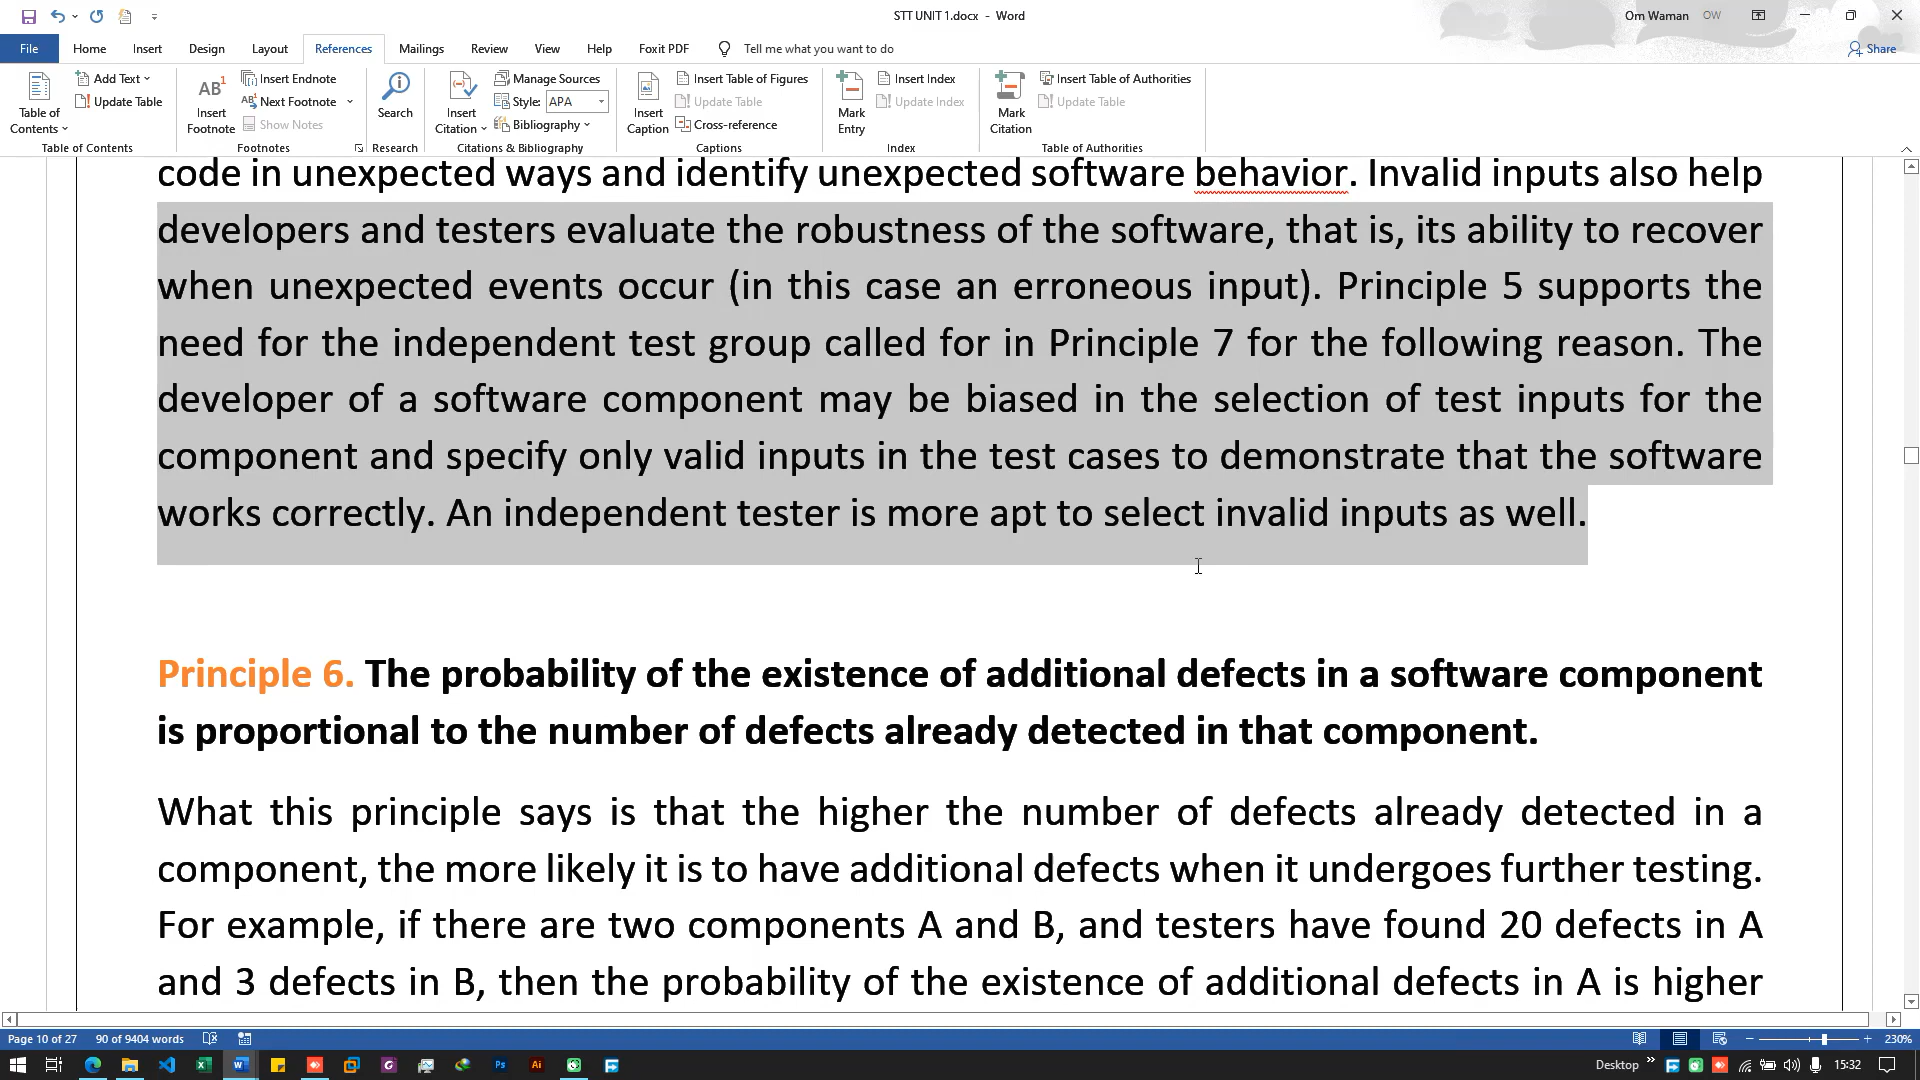 STT UNIT 1.docx - Word
Om Waman OW
File Home Insert Design Layout References Mailings Review View Help Foxit PDF Tell me what you want to do Share
Table of Contents
Add Text
Update Table
Table of Contents
AB1 Insert Footnote
Insert Endnote
Next Footnote
Show Notes
Footnotes
Search
Research
Insert Citation
Manage Sources
Style: APA
Bibliography
Citations & Bibliography
Insert Caption
Insert Table of Figures
Update Table
Cross-reference
Captions
Mark Entry
Insert Index
Update Index
Index
Mark Citation
Insert Table of Authorities
Update Table
Table of Authorities
code in unexpected ways and identify unexpected software behavior. Invalid inputs also help
developers and testers evaluate the robustness of the software, that is, its ability to recover
when unexpected events occur (in this case an erroneous input). Principle 5 supports the
need for the independent test group called for in Principle 7 for the following reason. The
developer of a software component may be biased in the selection of test inputs for the
component and specify only valid inputs in the test cases to demonstrate that the software
works correctly. An independent tester is more apt to select invalid inputs as well.
Principle 6. The probability of the existence of additional defects in a software component
is proportional to the number of defects already detected in that component.
What this principle says is that the higher the number of defects already detected in a
component, the more likely it is to have additional defects when it undergoes further testing.
For example, if there are two components A and B, and testers have found 20 defects in A
and 3 defects in B, then the probability of the existence of additional defects in A is higher
Page 10 of 27 90 of 9404 words 230%
Ps Ai Desktop 15:32